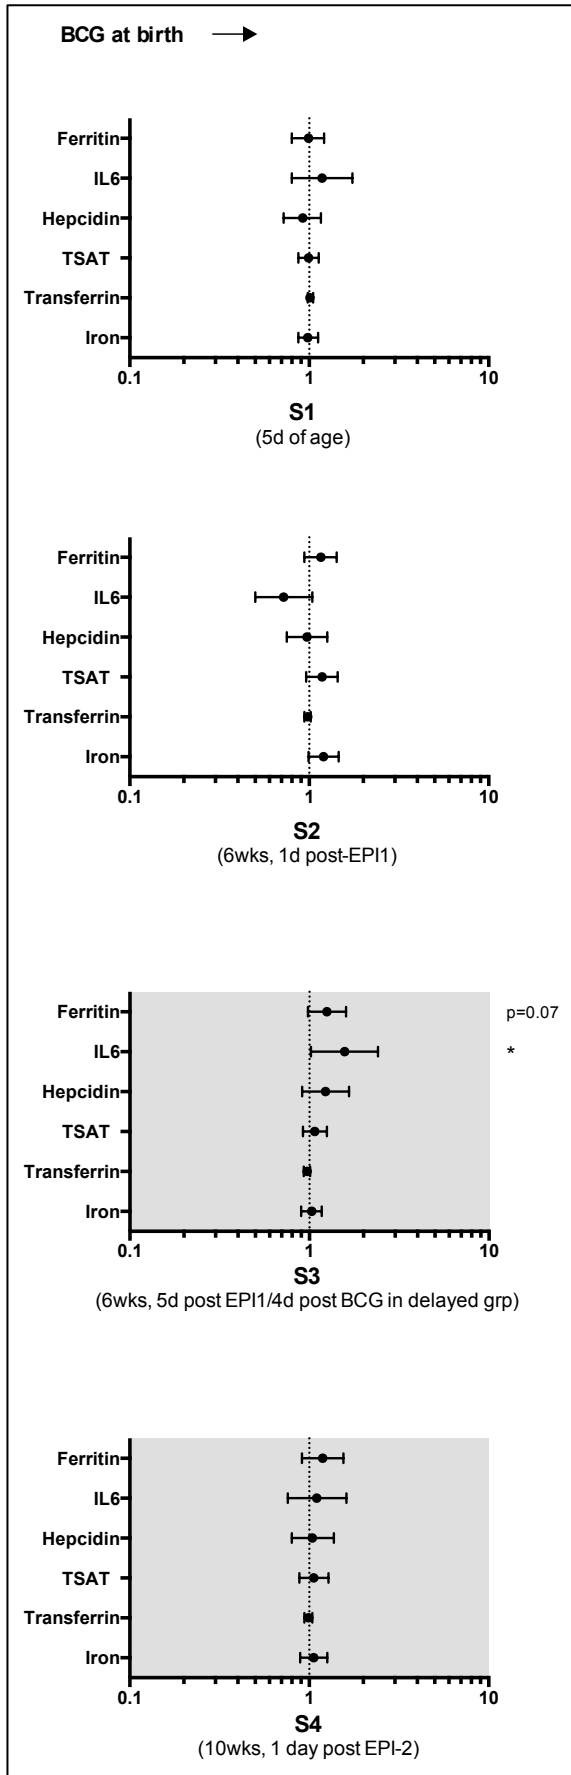 BCG at birth
Ferritin
IL6
Hepcidin
TSAT
Transferrin
Iron
0.1 1 10
S1
(5d of age)
Ferritin
IL6
Hepcidin
TSAT
Transferrin
Iron
0.1 1 10
S2
(6wks, 1d post-EPI1)
Ferritin p=0.07
IL6 *
Hepcidin
TSAT
Transferrin
Iron
0.1 1 10
S3
(6wks, 5d post EPI1/4d post BCG in delayed grp)
Ferritin
IL6
Hepcidin
TSAT
Transferrin
Iron
0.1 1 10
S4
(10wks, 1 day post EPI-2)